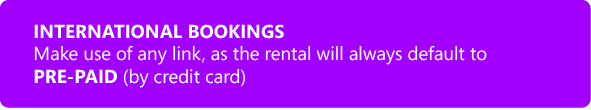 INTERNATIONAL BOOKINGS
Make use of any link, as the rental will always default to
PRE-PAID (by credit card)